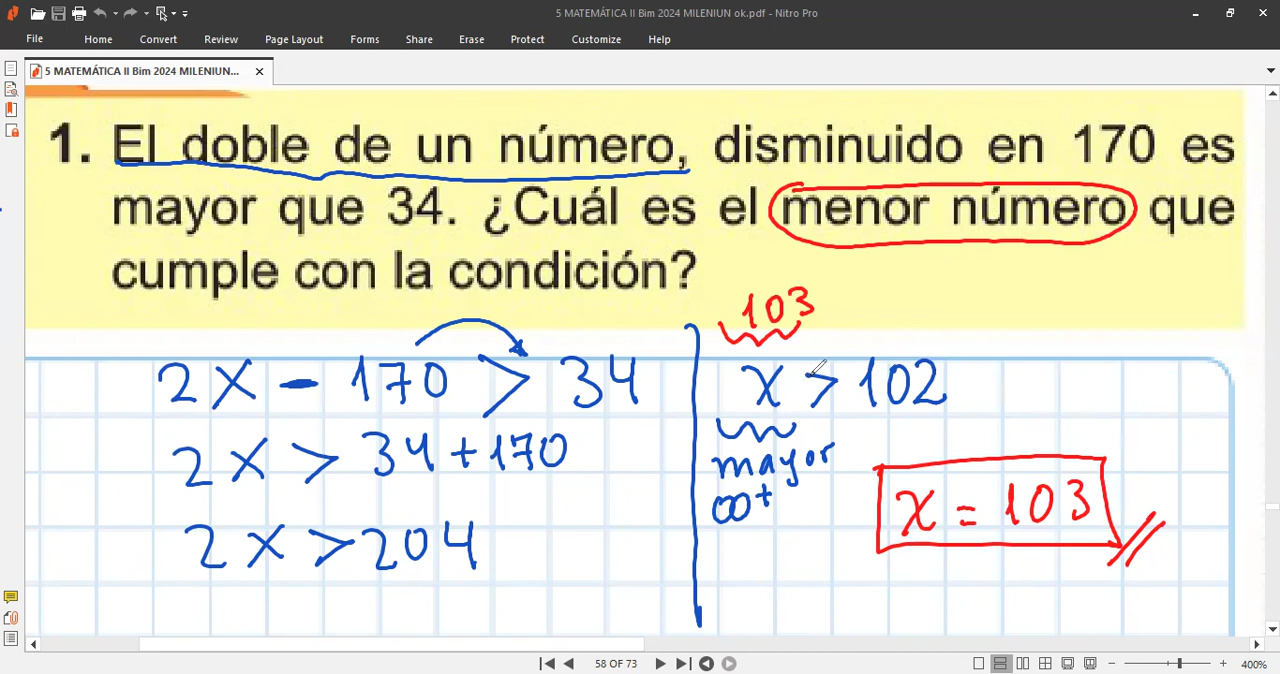 5 MATEMÁTICA II Bim 2024 MILENIUN ok.pdf - Nitro Pro
File Home Convert Review Page Layout Forms Share Erase Protect Customize Help
5 MATEMÁTICA II Bim 2024 MILENIUN...
1. El doble de un número, disminuido en 170 es
mayor que 34. ¿Cuál es el menor número que
cumple con la condición?
2x - 170 > 34
2x > 34 + 170
2x > 204
103
x > 102
mayor
∞+
x = 103
58 OF 73
400%